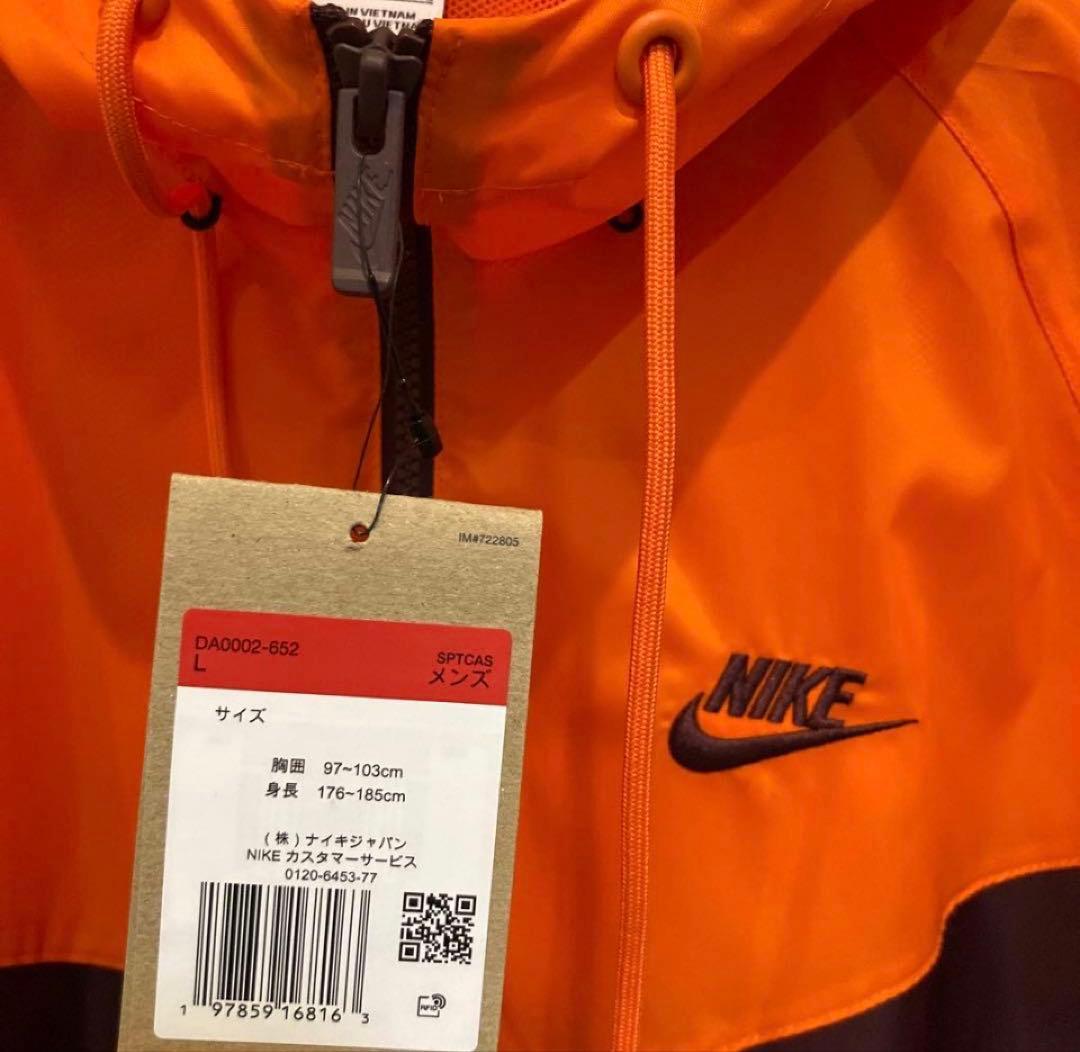 IN VIETNAM
NIKE
IM#722805
DA0002-652
L
SPTCAS
メンズ
サイズ
胸囲 97~103cm
身長 176~185cm
(株)ナイキジャパン
NIKE カスタマーサービス
0120-6453-77
1 97859 16816 3
RFID
NIKE